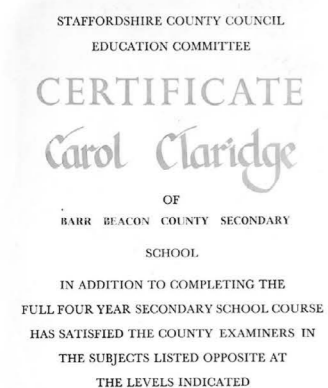 STAFFORDSHIRE COUNTY COUNCIL
EDUCATION COMMITTEE
CERTIFICATE
Carol Claridge
OF
BARR BEACON COUNTY SECONDARY
SCHOOL
IN ADDITION TO COMPLETING THE
FULL FOUR YEAR SECONDARY SCHOOL COURSE
HAS SATISFIED THE COUNTY EXAMINERS IN
THE SUBJECTS LISTED OPPOSITE AT
THE LEVELS INDICATED